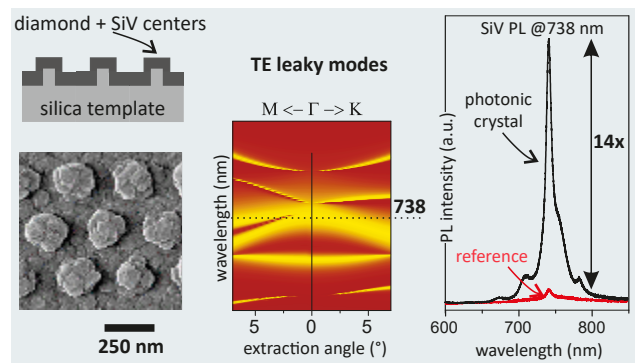 diamond + SiV centers
silica template
250 nm
TE leaky modes
M <− Γ −> K
wavelength (nm)
738
5 0 5
extraction angle (°)
SiV PL @738 nm
photonic
crystal
14x
reference
PL intensity (a.u.)
600 700 800
wavelength (nm)